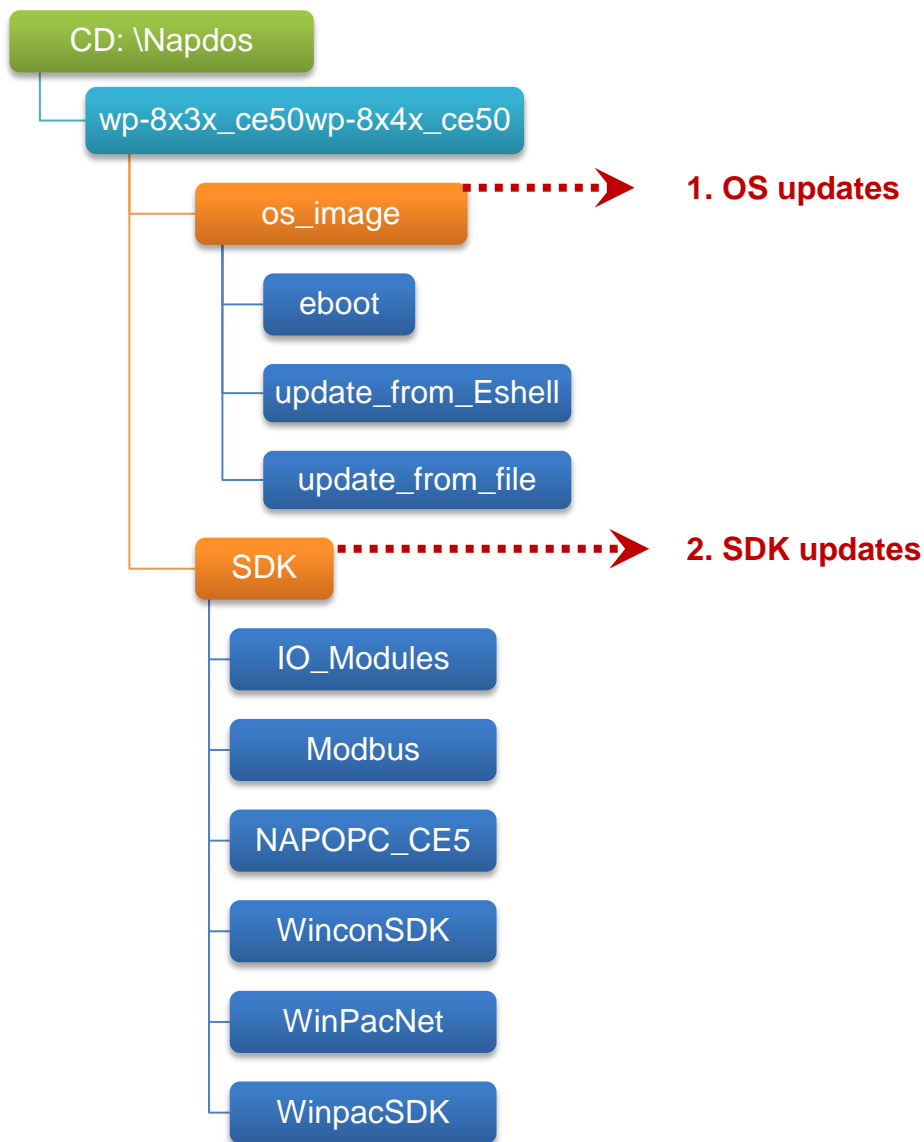 CD: \Napdos
wp-8x3x_ce50wp-8x4x_ce50
os_image
1. OS updates
eboot
update_from_Eshell
update_from_file
SDK
2. SDK updates
IO_Modules
Modbus
NAPOPC_CE5
WinconSDK
WinPacNet
WinpacSDK